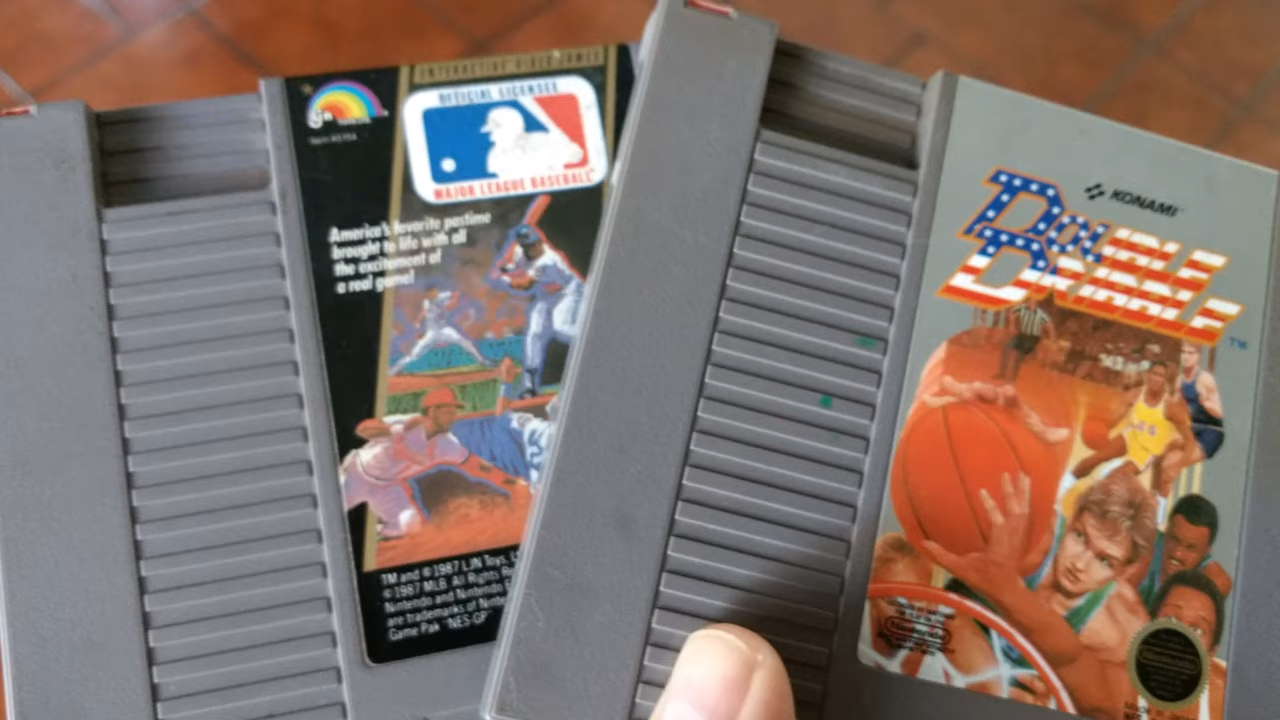 INTERACTIVE VIDEO GAMES
OFFICIAL LICENSEE
MAJOR LEAGUE BASEBALL
America's favorite pastime
brought to life with all
the excitement of
a real game!
TM and ©1987 LJN Toys, L
©1987 MLB. All Rights Re
Nintendo and Nintendo E
are trademarks of Ninte
Game Pak "NES-GP
KONAMI
DOUBLE
DRIBBLE
TM